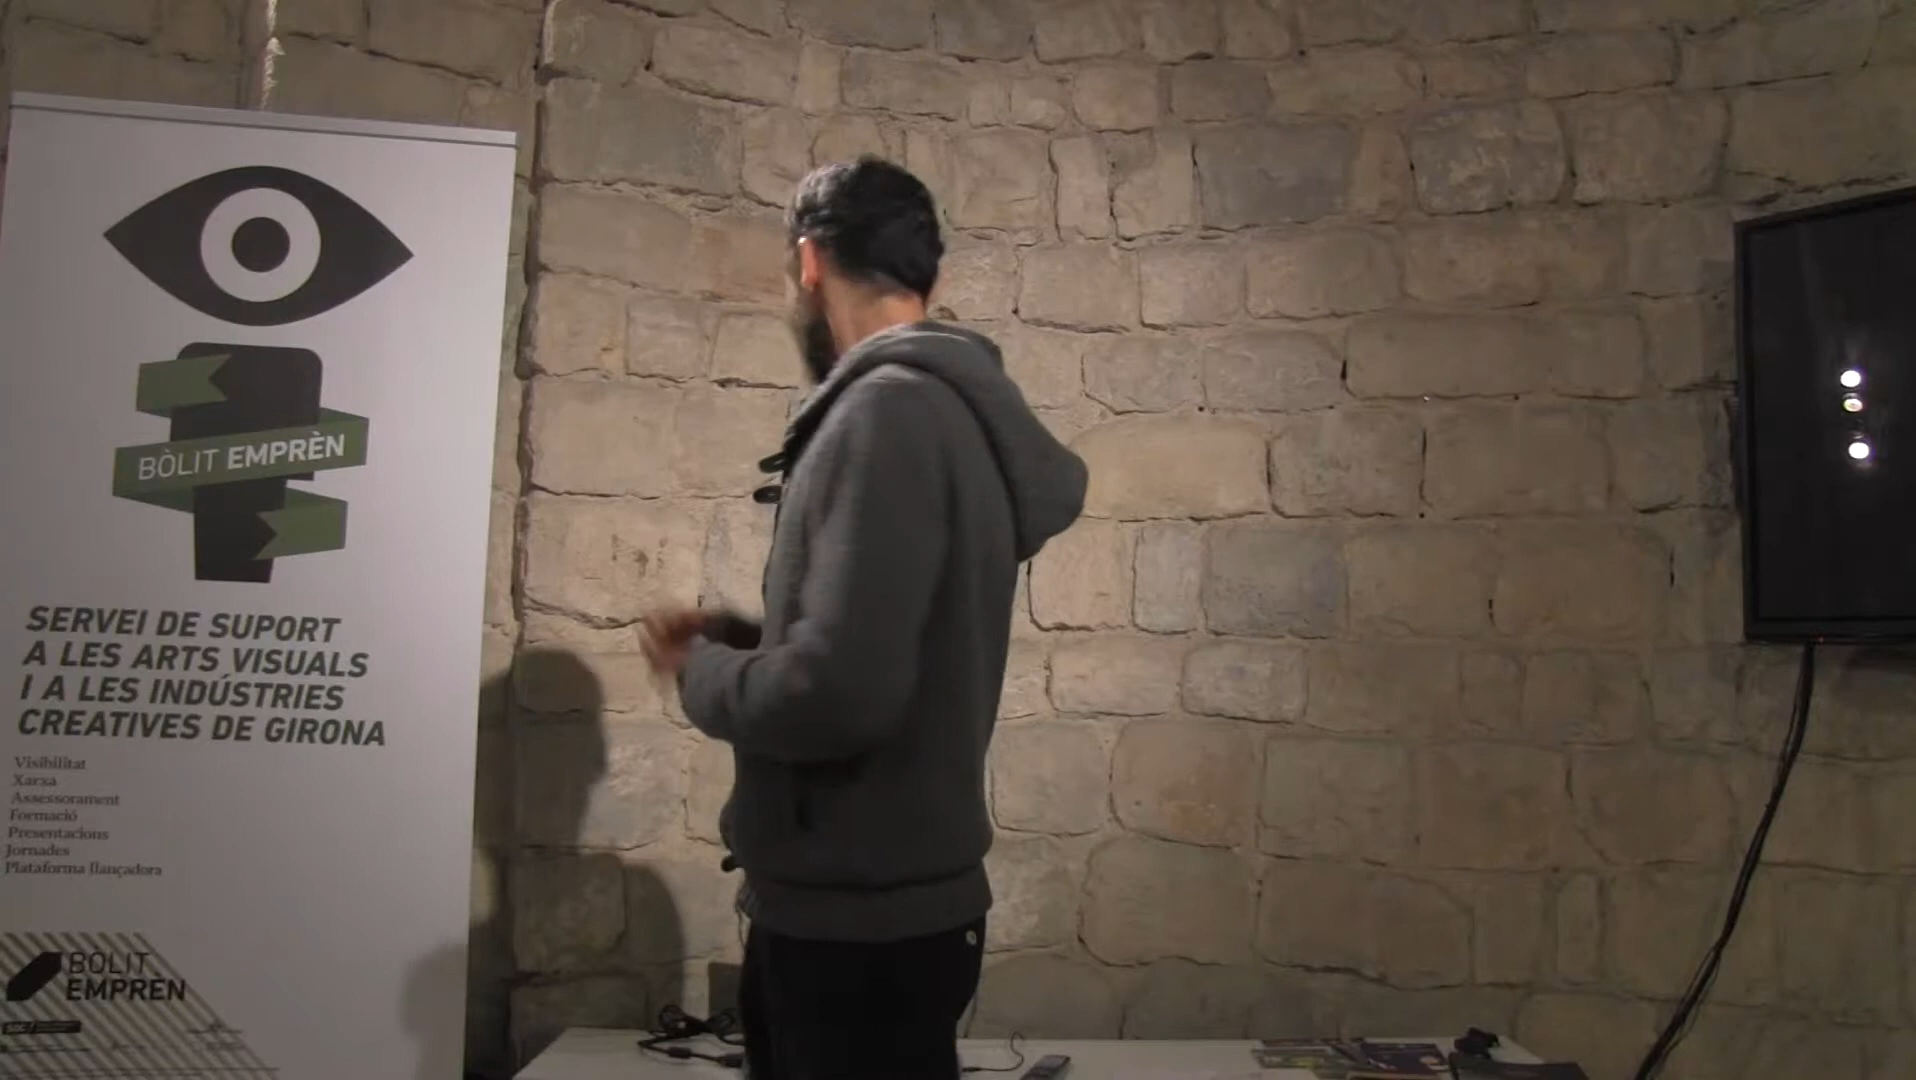 BÒLIT EMPRÈN
SERVEI DE SUPORT
A LES ARTS VISUALS
I A LES INDÚSTRIES
CREATIVES DE GIRONA
Visibilitat
Xarxa
Assessorament
Formació
Presentacions
Jornades
Plataforma llançadora
BÒLIT
EMPRÈN